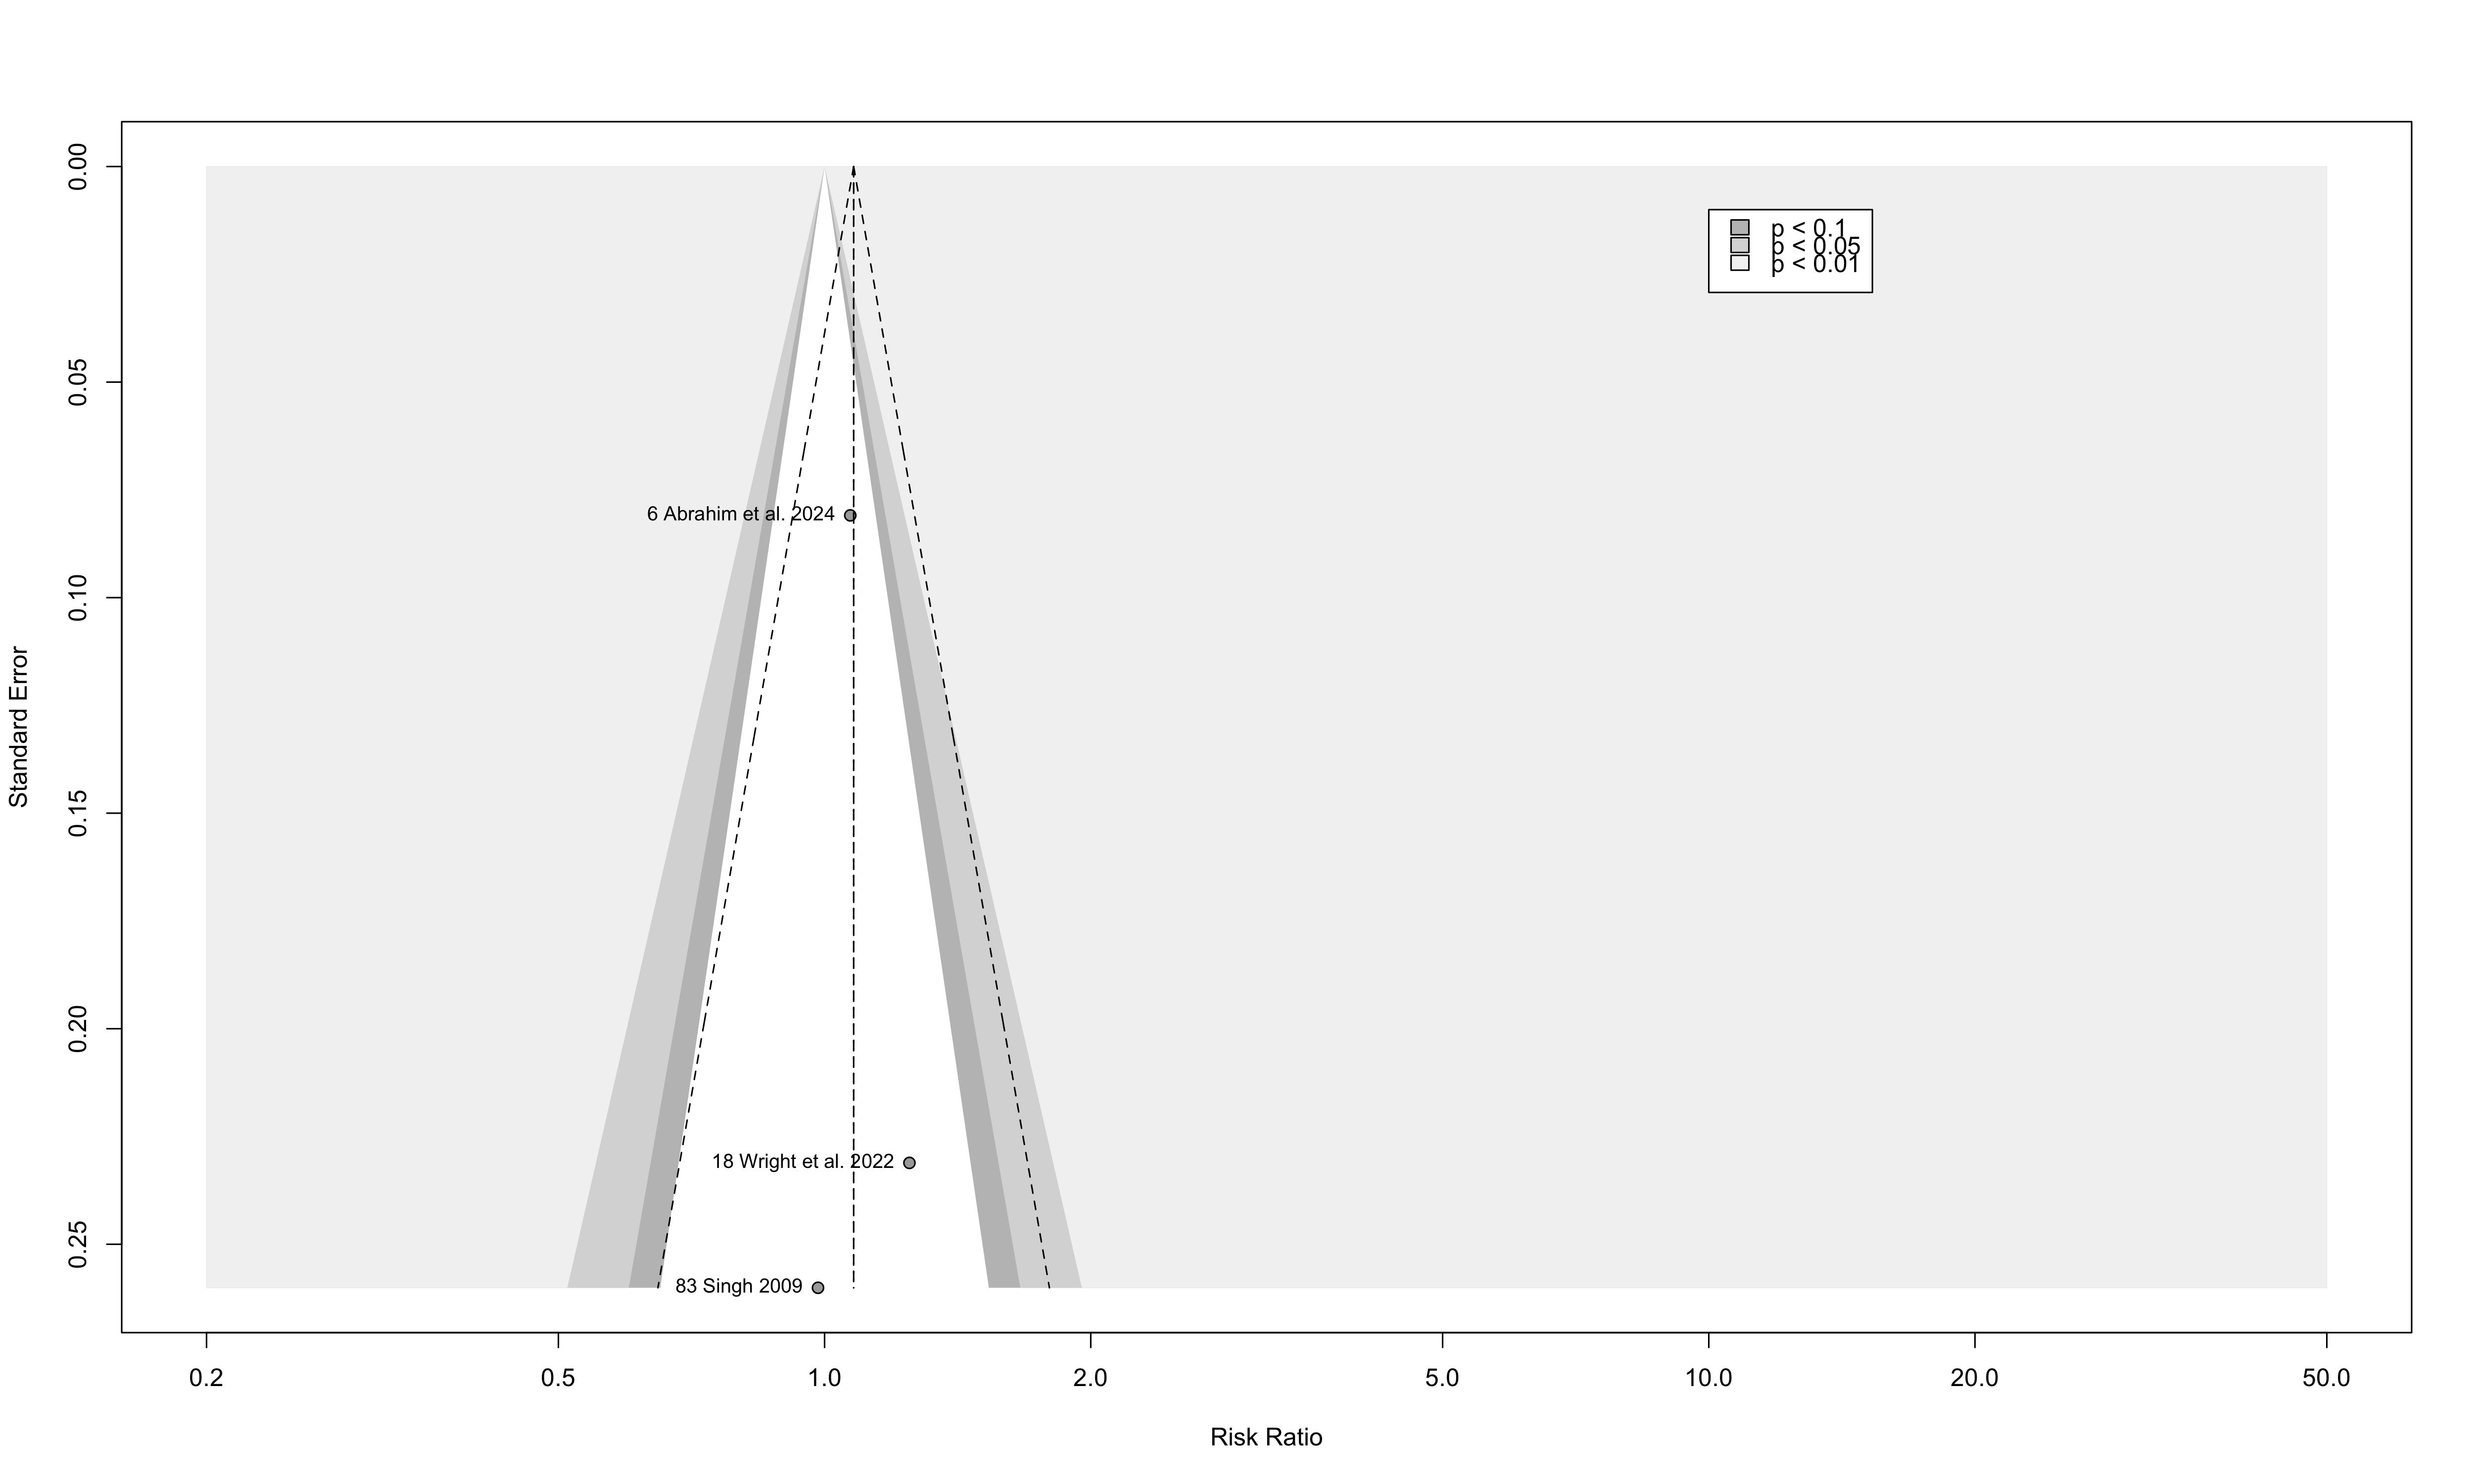 p < 0.1
p < 0.05
p < 0.01
0.00
0.05
0.10
0.15
0.20
0.25
Standard Error
6 Abrahim et al. 2024
18 Wright et al. 2022
83 Singh 2009
0.2 0.5 1.0 2.0 5.0 10.0 20.0 50.0
Risk Ratio